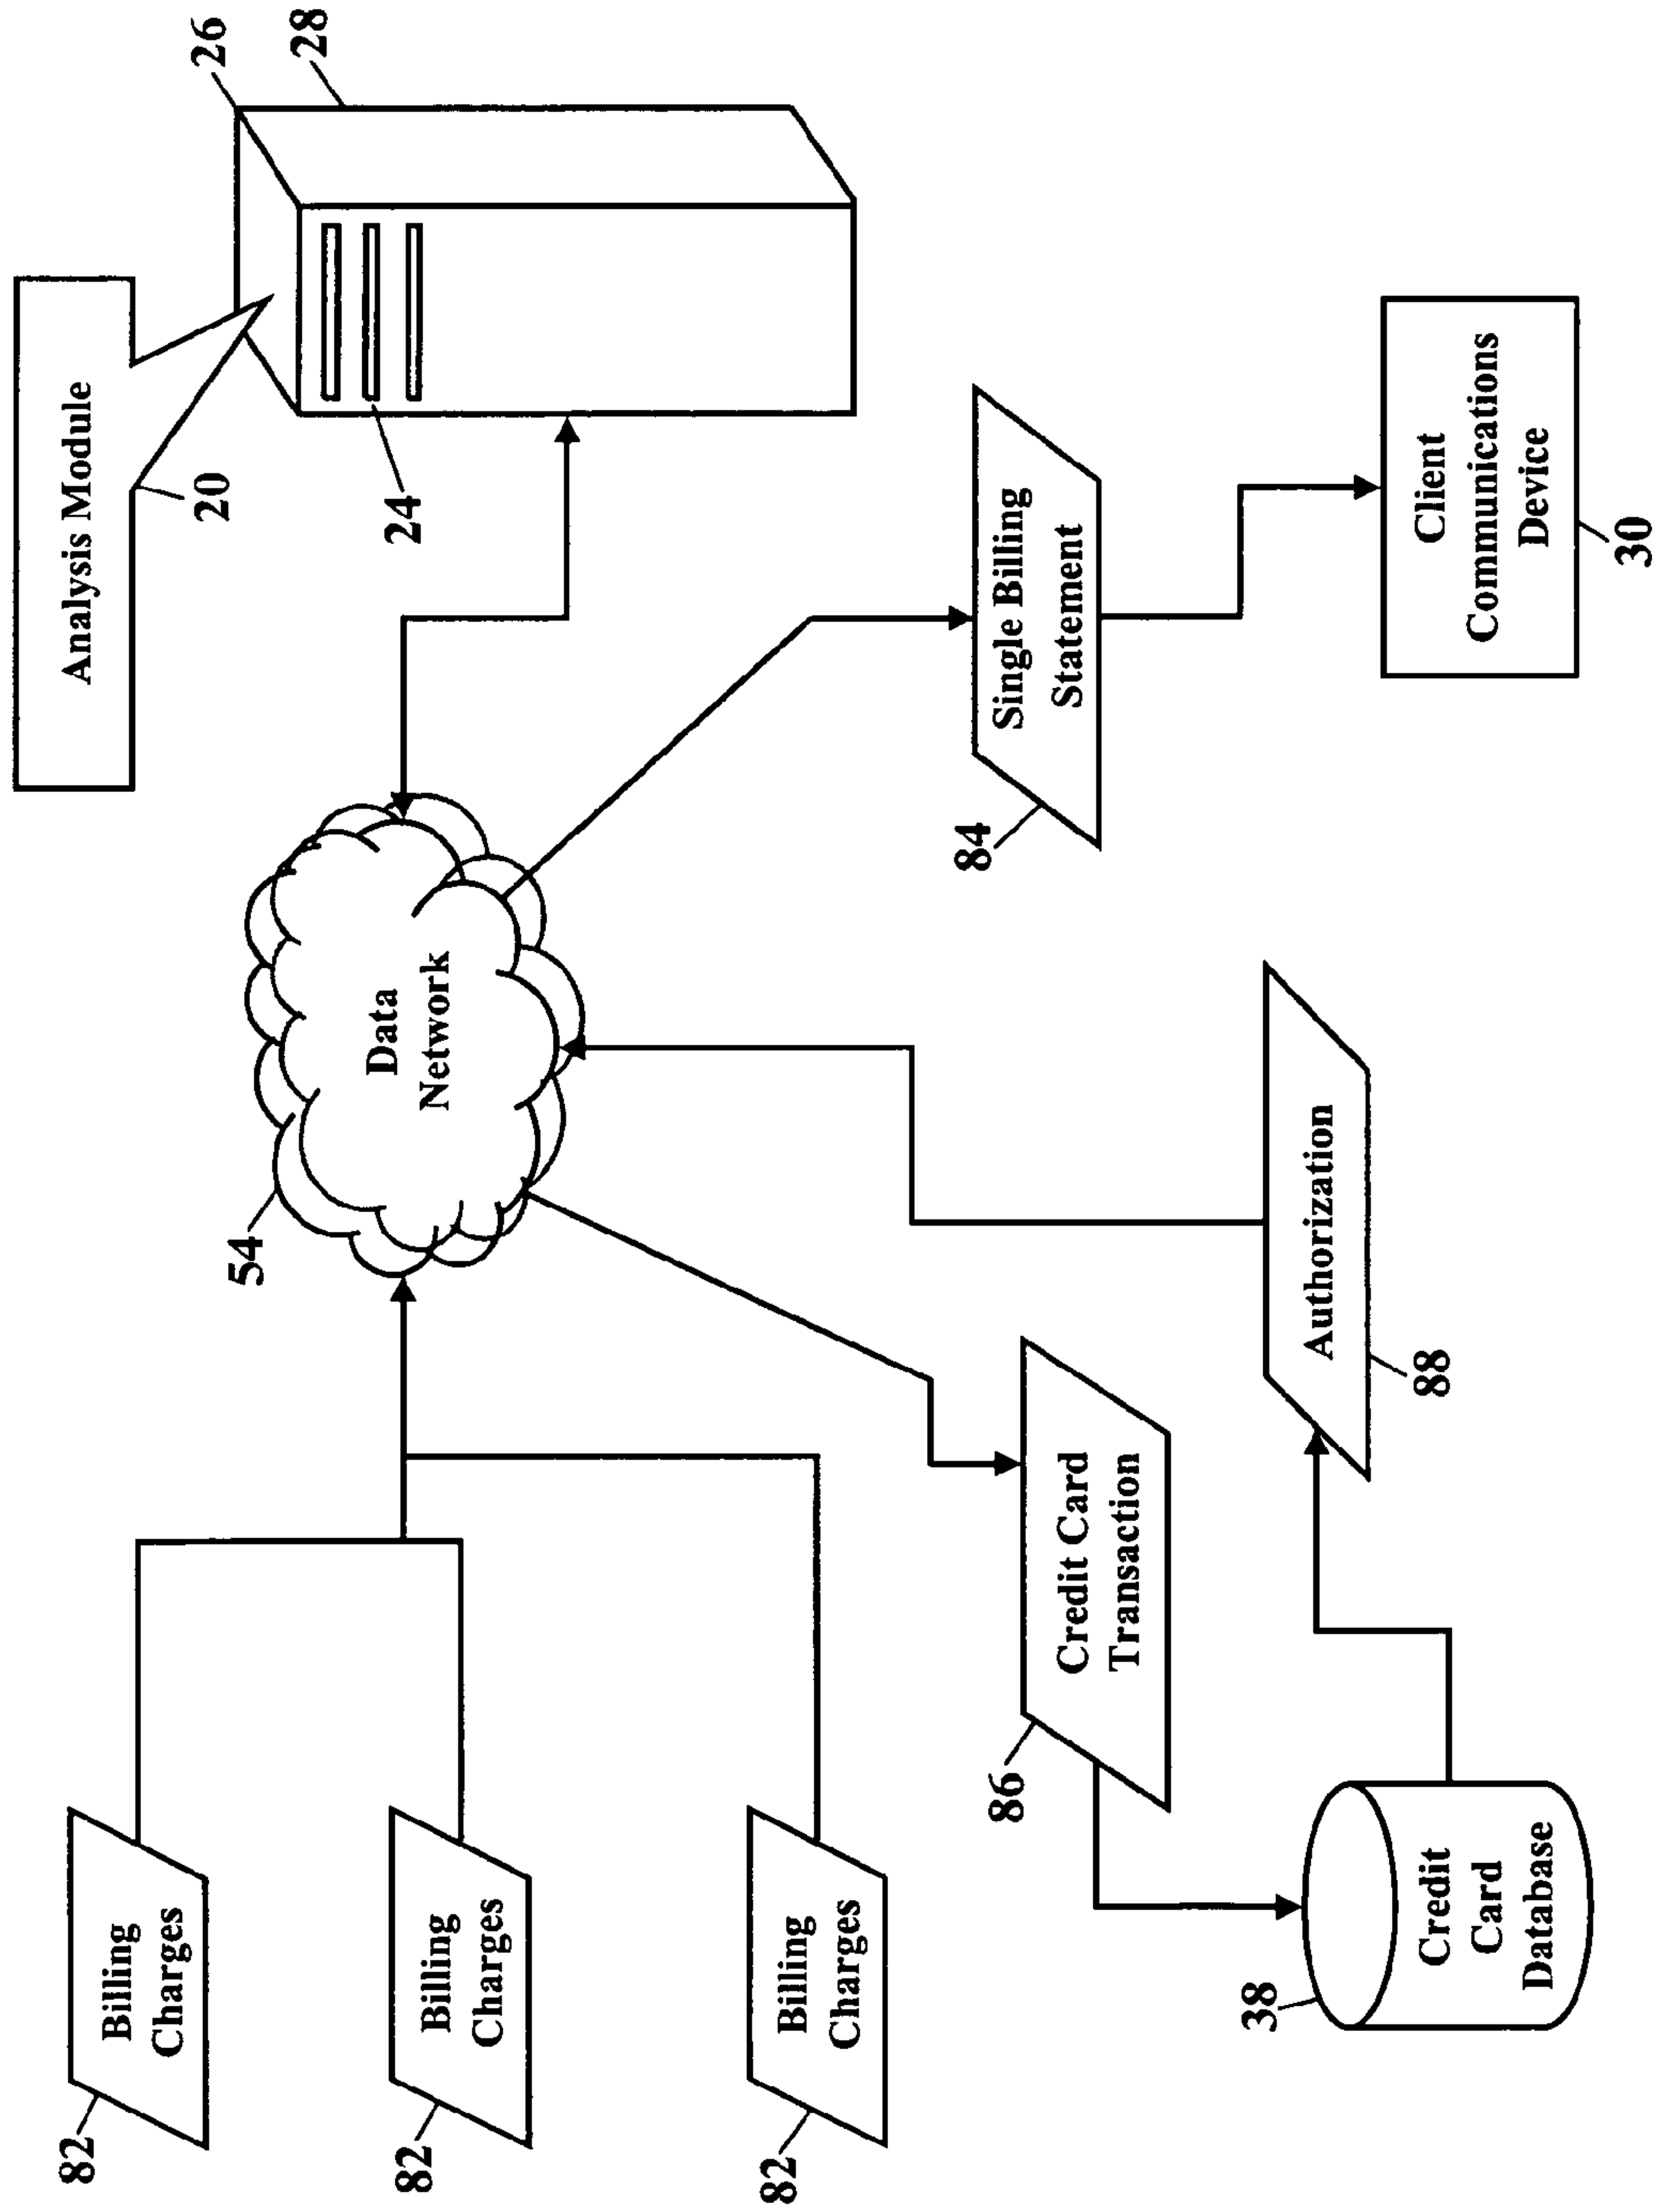 Analysis Module
20
26
28
24
54
Data
Network
82
Billing
Charges
82
Billing
Charges
82
Billing
Charges
84
Single Billing
Statement
86
Credit Card
Transaction
Client
Communications
Device
30
38
Credit
Card
Database
Authorization
88